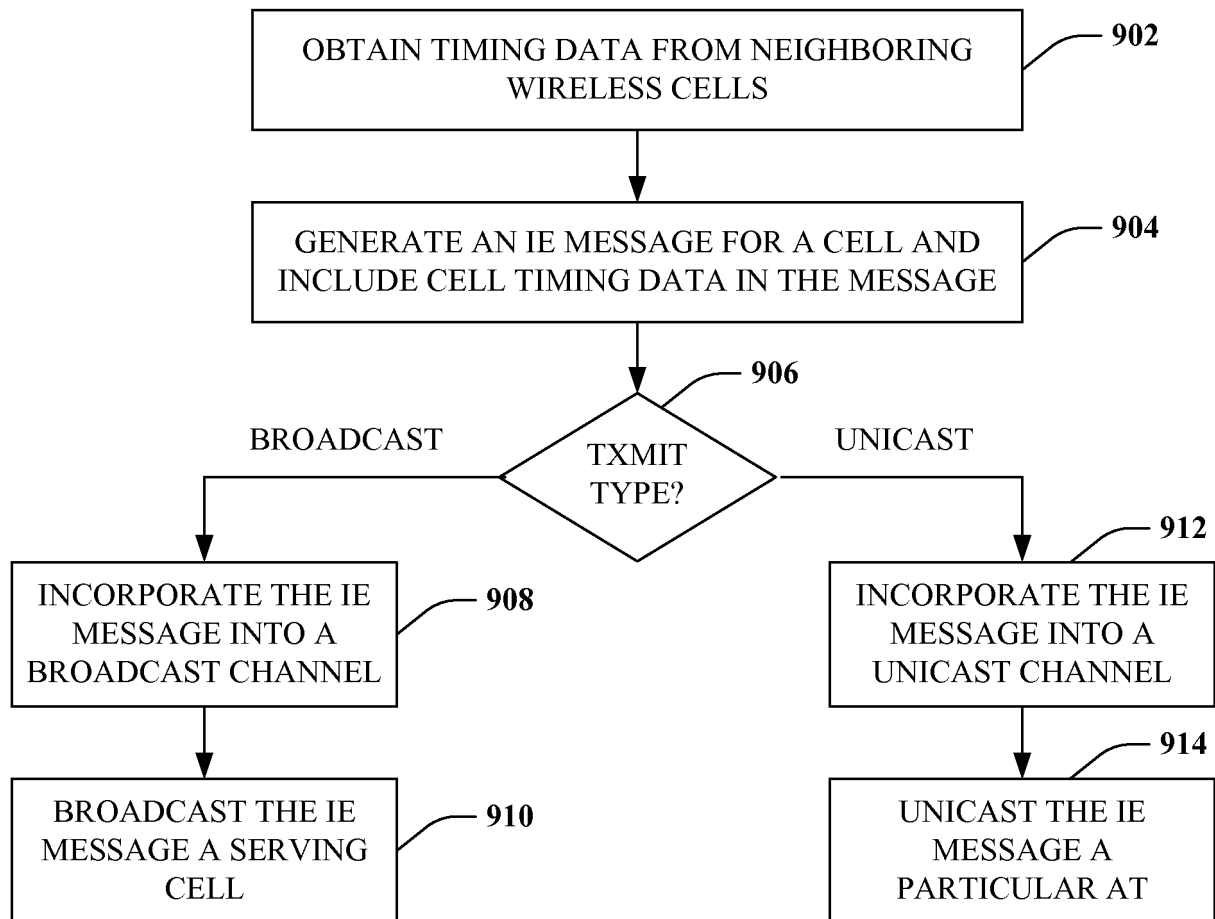 OBTAIN TIMING DATA FROM NEIGHBORING
WIRELESS CELLS
902
GENERATE AN IE MESSAGE FOR A CELL AND
INCLUDE CELL TIMING DATA IN THE MESSAGE
904
906
BROADCAST
TXMIT
TYPE?
UNICAST
INCORPORATE THE IE
MESSAGE INTO A
BROADCAST CHANNEL
908
912
INCORPORATE THE IE
MESSAGE INTO A
UNICAST CHANNEL
BROADCAST THE IE
MESSAGE A SERVING
CELL
910
914
UNICAST THE IE
MESSAGE A
PARTICULAR AT